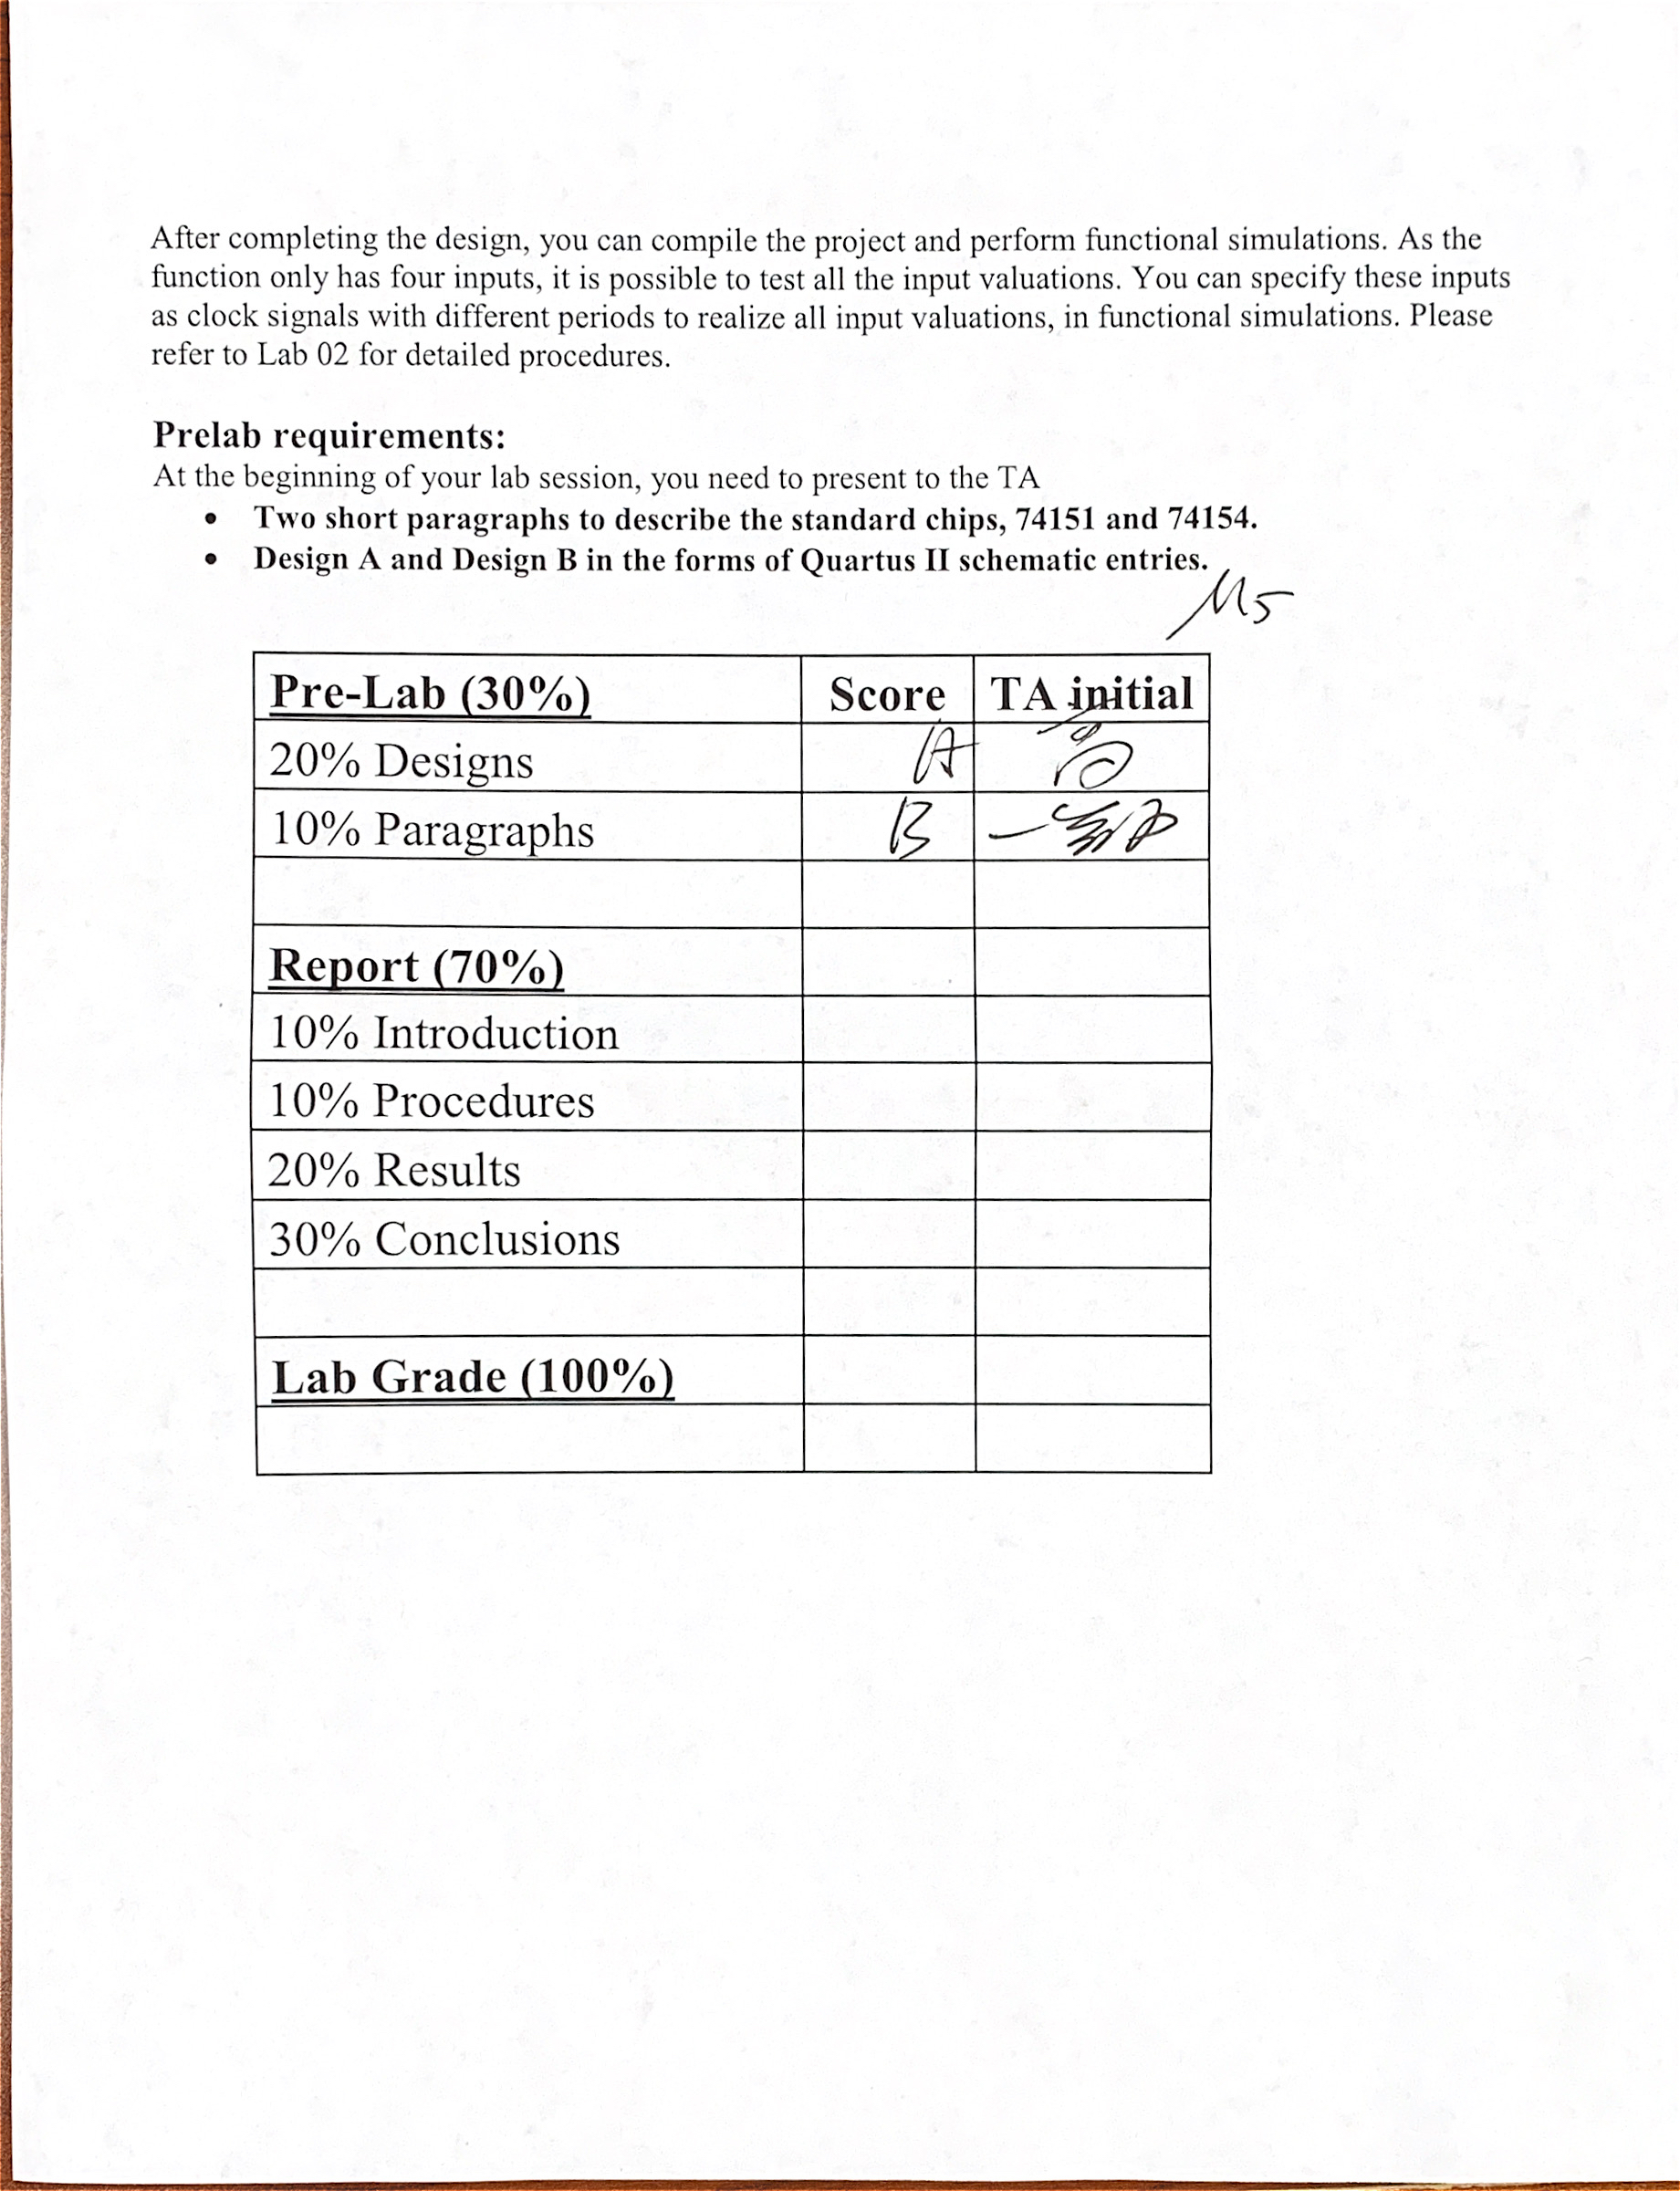 After completing the design, you can compile the project and perform functional simulations. As the
function only has four inputs, it is possible to test all the input valuations. You can specify these inputs
as clock signals with different periods to realize all input valuations, in functional simulations. Please
refer to Lab 02 for detailed procedures.
Prelab requirements:
At the beginning of your lab session, you need to present to the TA
• Two short paragraphs to describe the standard chips, 74151 and 74154.
• Design A and Design B in the forms of Quartus II schematic entries.
Pre-Lab (30%) Score TA initial
20% Designs A
10% Paragraphs B
Report (70%)
10% Introduction
10% Procedures
20% Results
30% Conclusions
Lab Grade (100%)